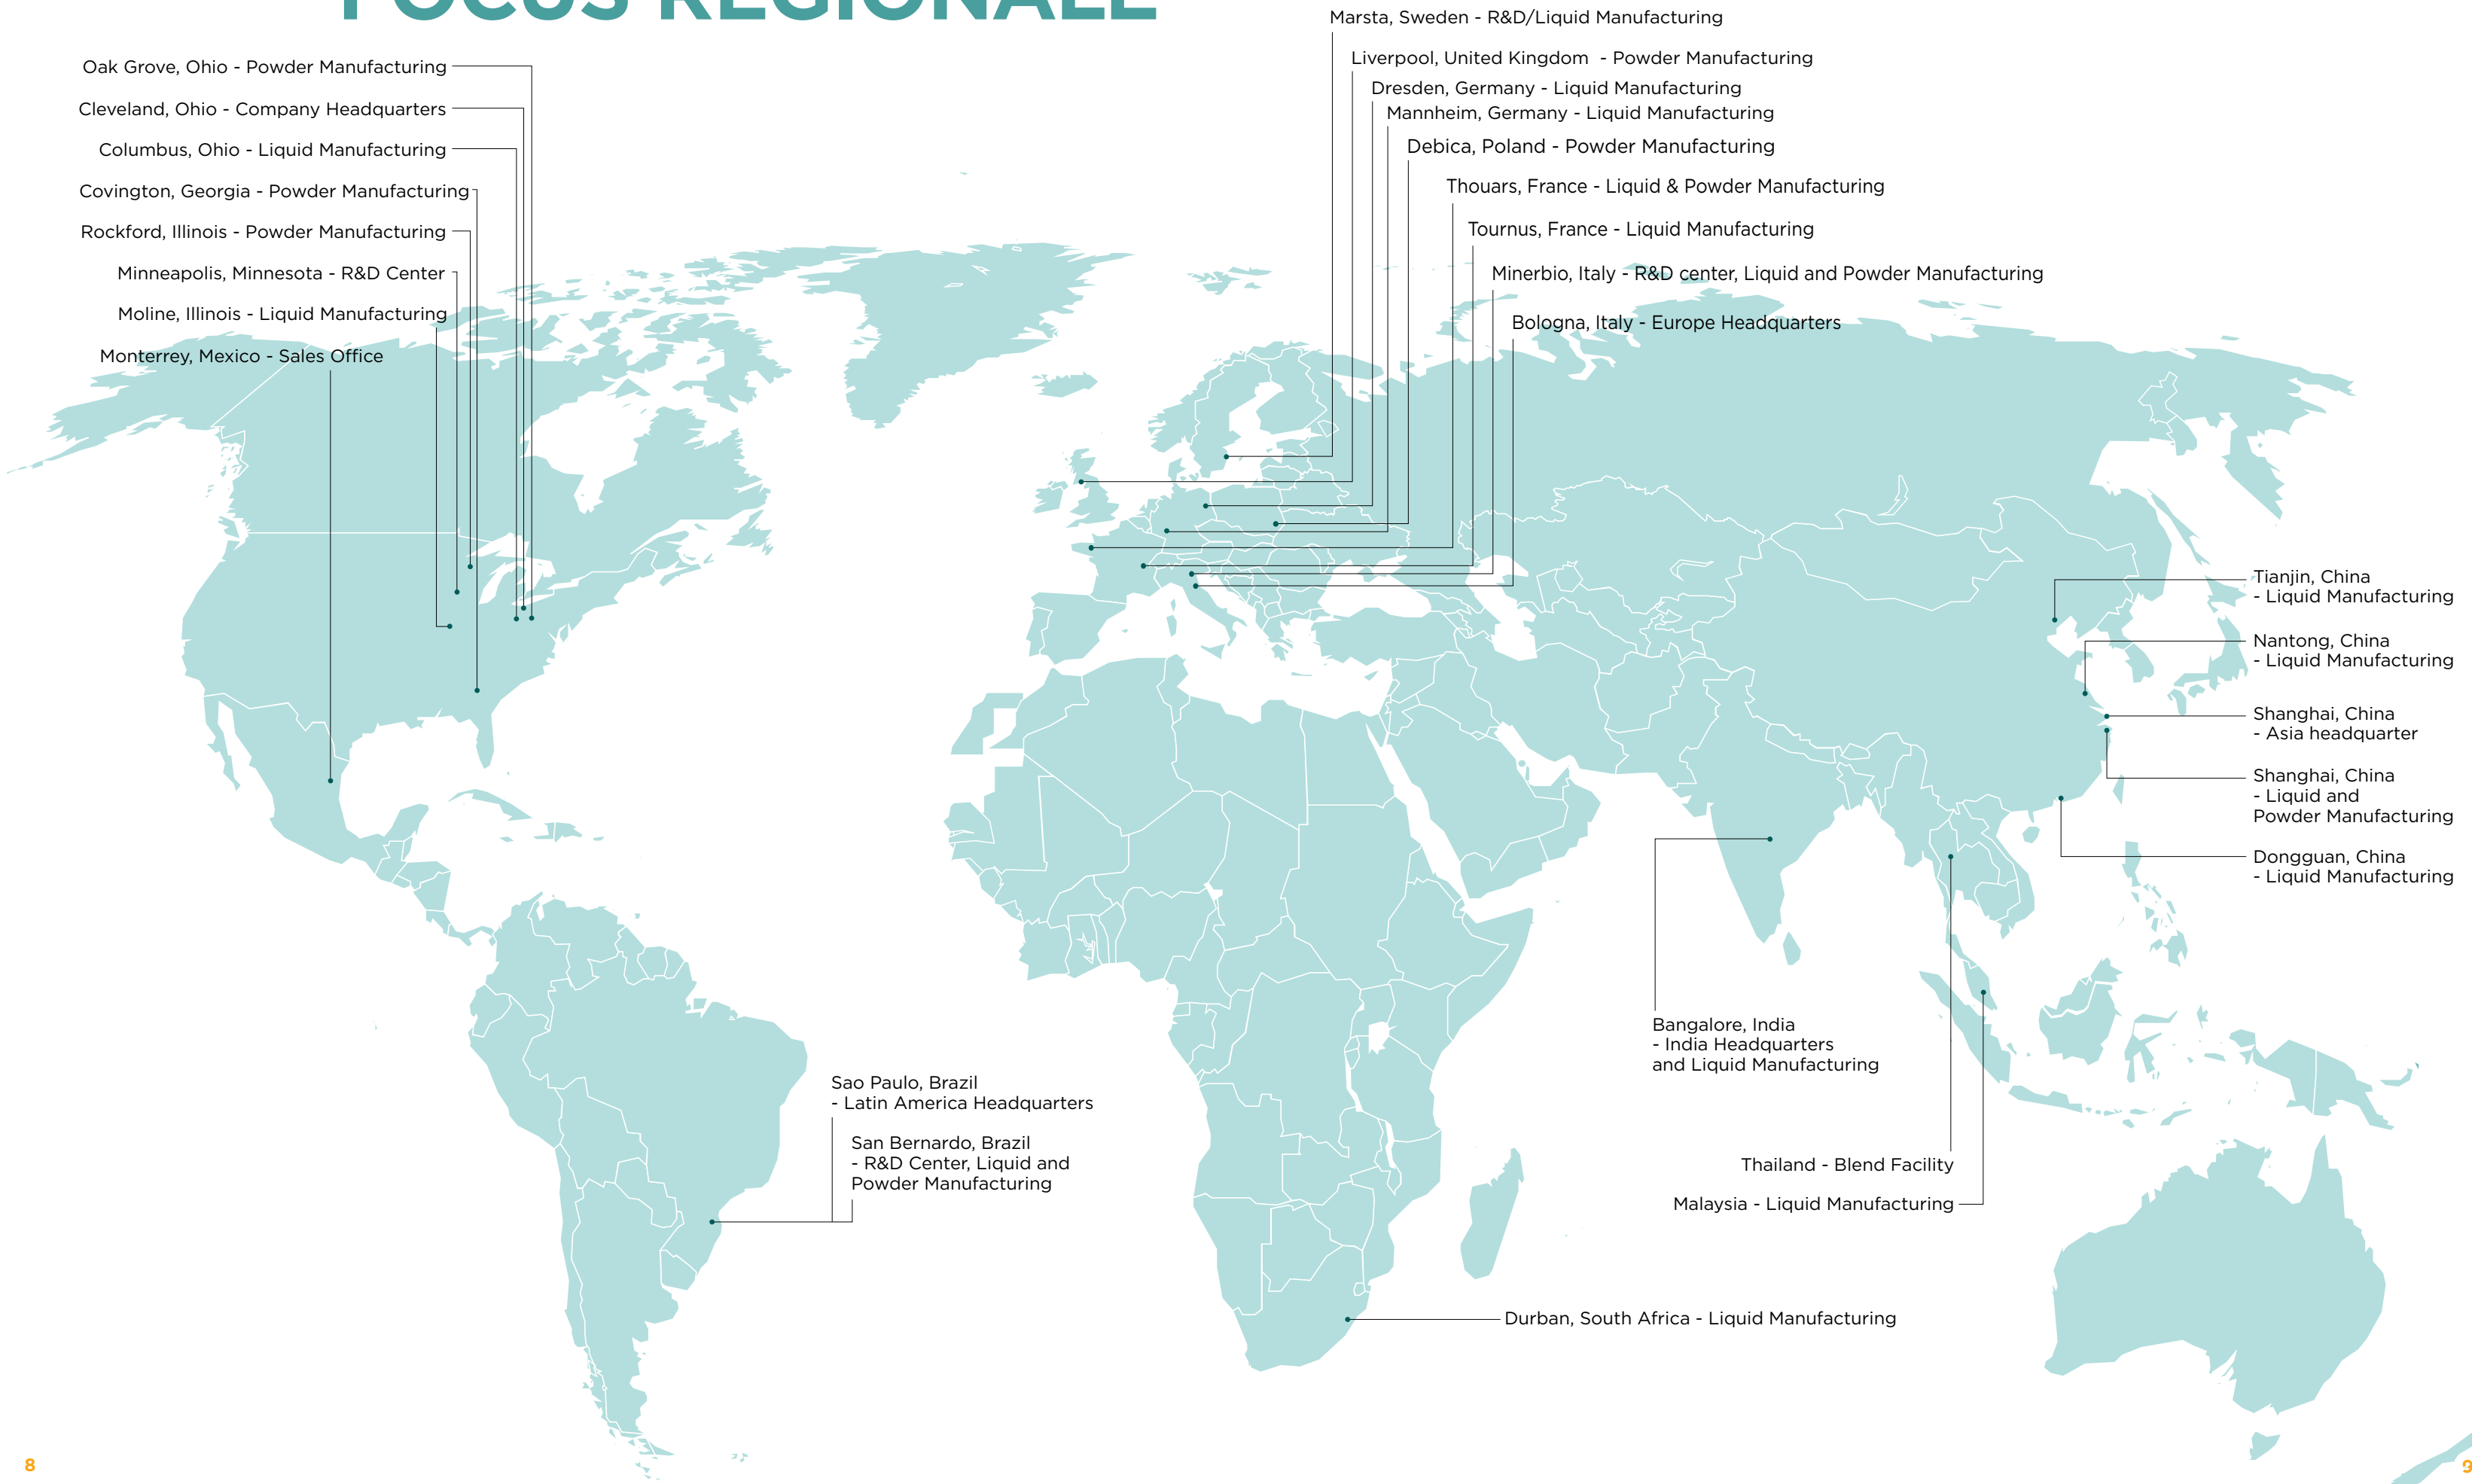 FOCUS REGIONALE
Oak Grove, Ohio - Powder Manufacturing
Cleveland, Ohio - Company Headquarters
Columbus, Ohio - Liquid Manufacturing
Covington, Georgia - Powder Manufacturing
Rockford, Illinois - Powder Manufacturing
Minneapolis, Minnesota - R&D Center
Moline, Illinois - Liquid Manufacturing
Monterrey, Mexico - Sales Office
Marsta, Sweden - R&D/Liquid Manufacturing
Liverpool, United Kingdom - Powder Manufacturing
Dresden, Germany - Liquid Manufacturing
Mannheim, Germany - Liquid Manufacturing
Debica, Poland - Powder Manufacturing
Thouars, France - Liquid & Powder Manufacturing
Tournus, France - Liquid Manufacturing
Minerbio, Italy - R&D center, Liquid and Powder Manufacturing
Bologna, Italy - Europe Headquarters
Tianjin, China
- Liquid Manufacturing
Nantong, China
- Liquid Manufacturing
Shanghai, China
- Asia headquarter
Shanghai, China
- Liquid and
Powder Manufacturing
Dongguan, China
- Liquid Manufacturing
Bangalore, India
- India Headquarters
and Liquid Manufacturing
Sao Paulo, Brazil
- Latin America Headquarters
San Bernardo, Brazil
- R&D Center, Liquid and
Powder Manufacturing
Thailand - Blend Facility
Malaysia - Liquid Manufacturing
Durban, South Africa - Liquid Manufacturing
8
9